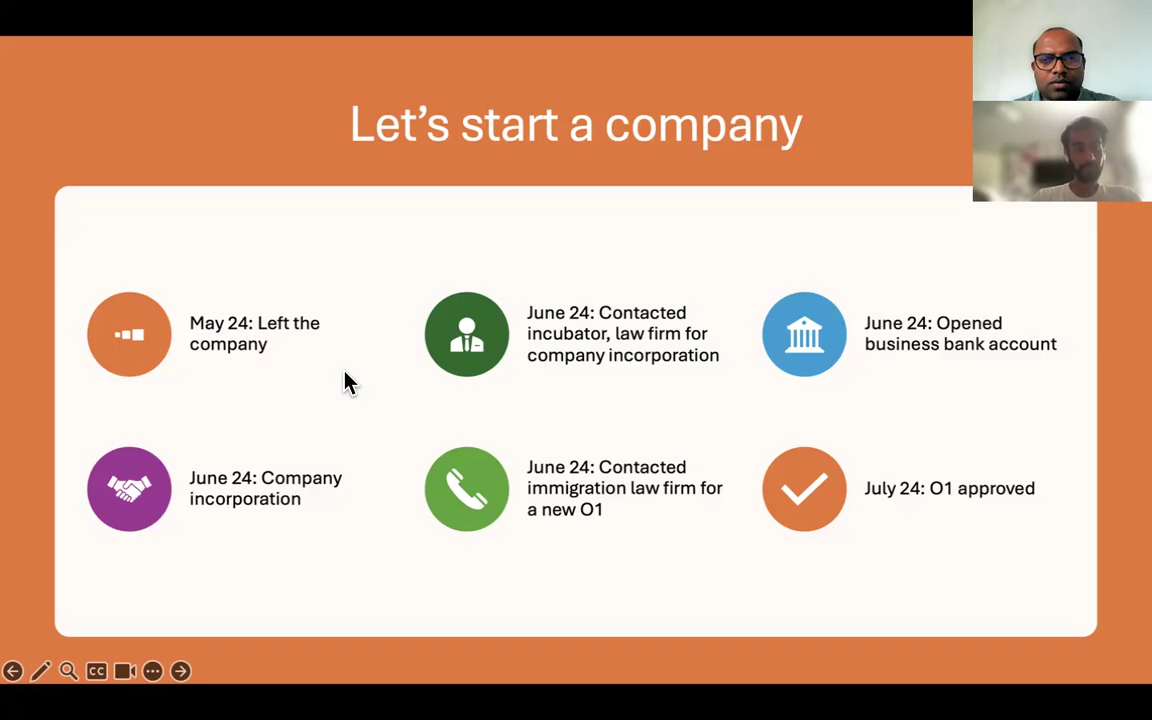 Let's start a company
May 24: Left the
company
June 24: Contacted
incubator, law firm for
company incorporation
June 24: Opened
business bank account
June 24: Company
incorporation
June 24: Contacted
immigration law firm for
a new O1
July 24: O1 approved
CC